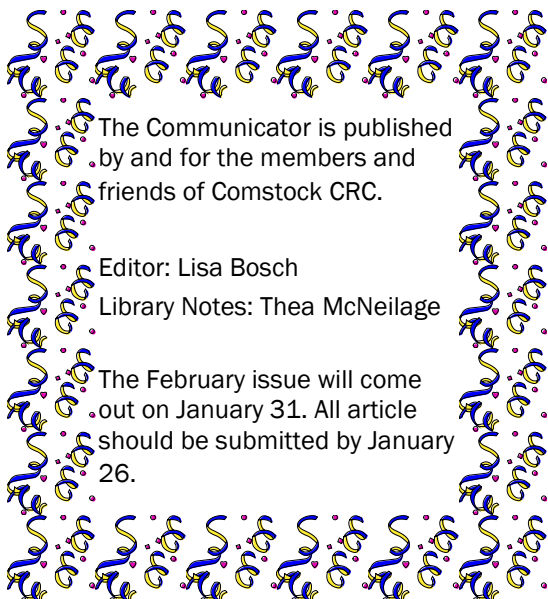 The Communicator is published
by and for the members and
friends of Comstock CRC.
Editor: Lisa Bosch
Library Notes: Thea McNeilage
The February issue will come
out on January 31. All article
should be submitted by January
26.